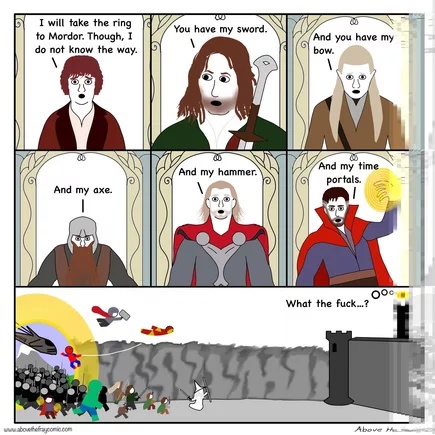 I will take the ring
to Mordor. Though, I
do not know the way.
You have my sword.
And you have my
bow.
And my axe.
And my hammer.
And my time
portals.
What the fuck...?
www.abovethefraycomic.com
Above